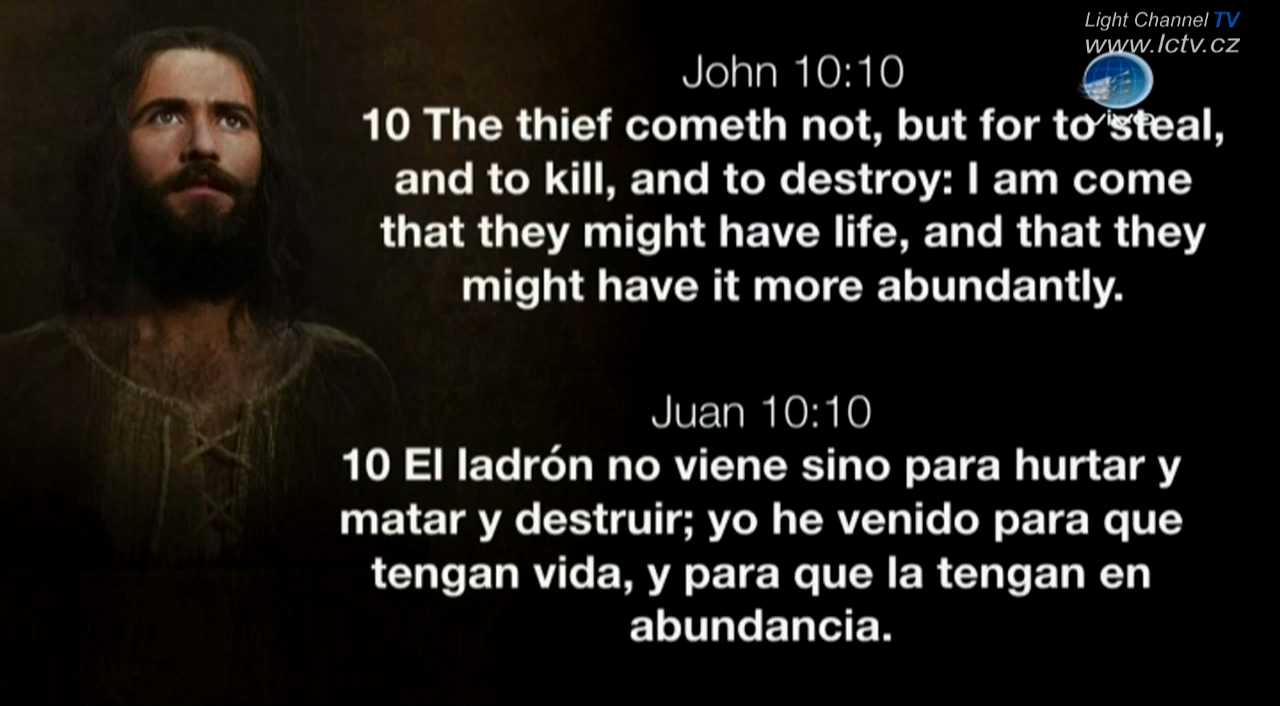 Light Channel TV
www.lctv.cz
John 10:10
10 The thief cometh not, but for to steal,
and to kill, and to destroy: I am come
that they might have life, and that they
might have it more abundantly.
Juan 10:10
10 El ladrón no viene sino para hurtar y
matar y destruir; yo he venido para que
tengan vida, y para que la tengan en
abundancia.